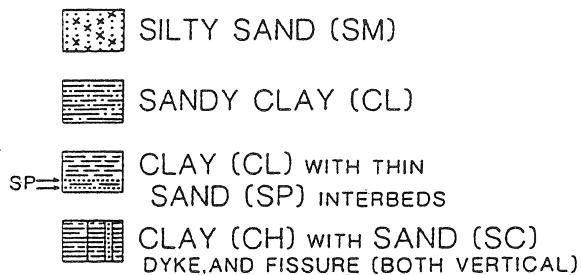 SILTY SAND (SM)
SANDY CLAY (CL)
SP
CLAY (CL) WITH THIN
SAND (SP) INTERBEDS
CLAY (CH) WITH SAND (SC)
DYKE,AND FISSURE (BOTH VERTICAL)